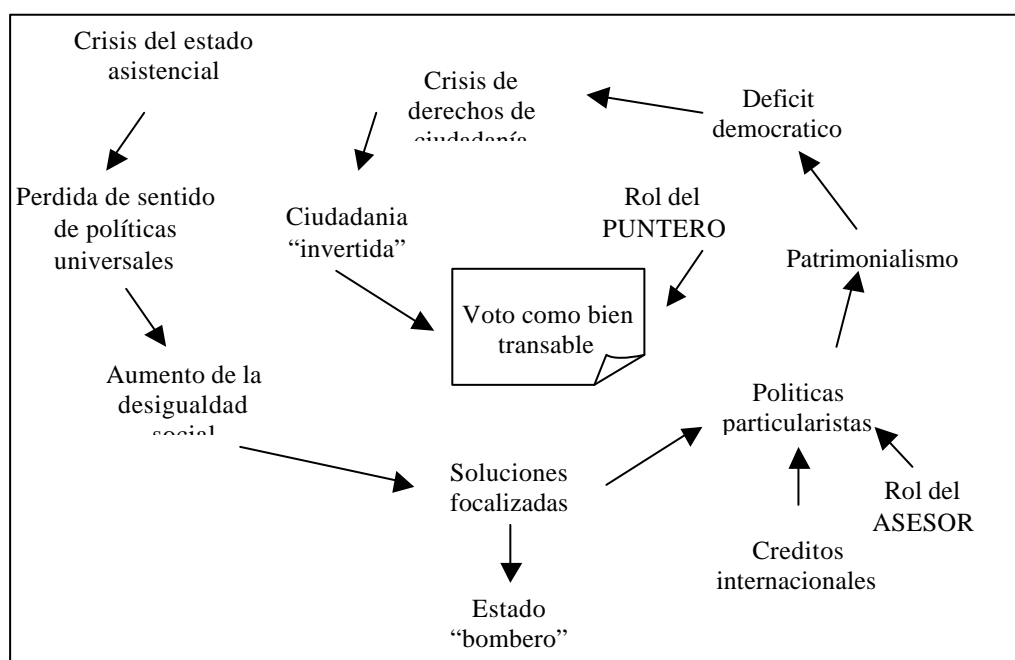 Crisis del estado
asistencial
Crisis de
derechos de
ciudadanía
Deficit
democratico
Perdida de sentido
de políticas
universales
Ciudadania
“invertida”
Rol del
PUNTERO
Patrimonialismo
Voto como bien
transable
Aumento de la
desigualdad
social
Politicas
particularistas
Soluciones
focalizadas
Rol del
ASESOR
Creditos
internacionales
Estado
“bombero”